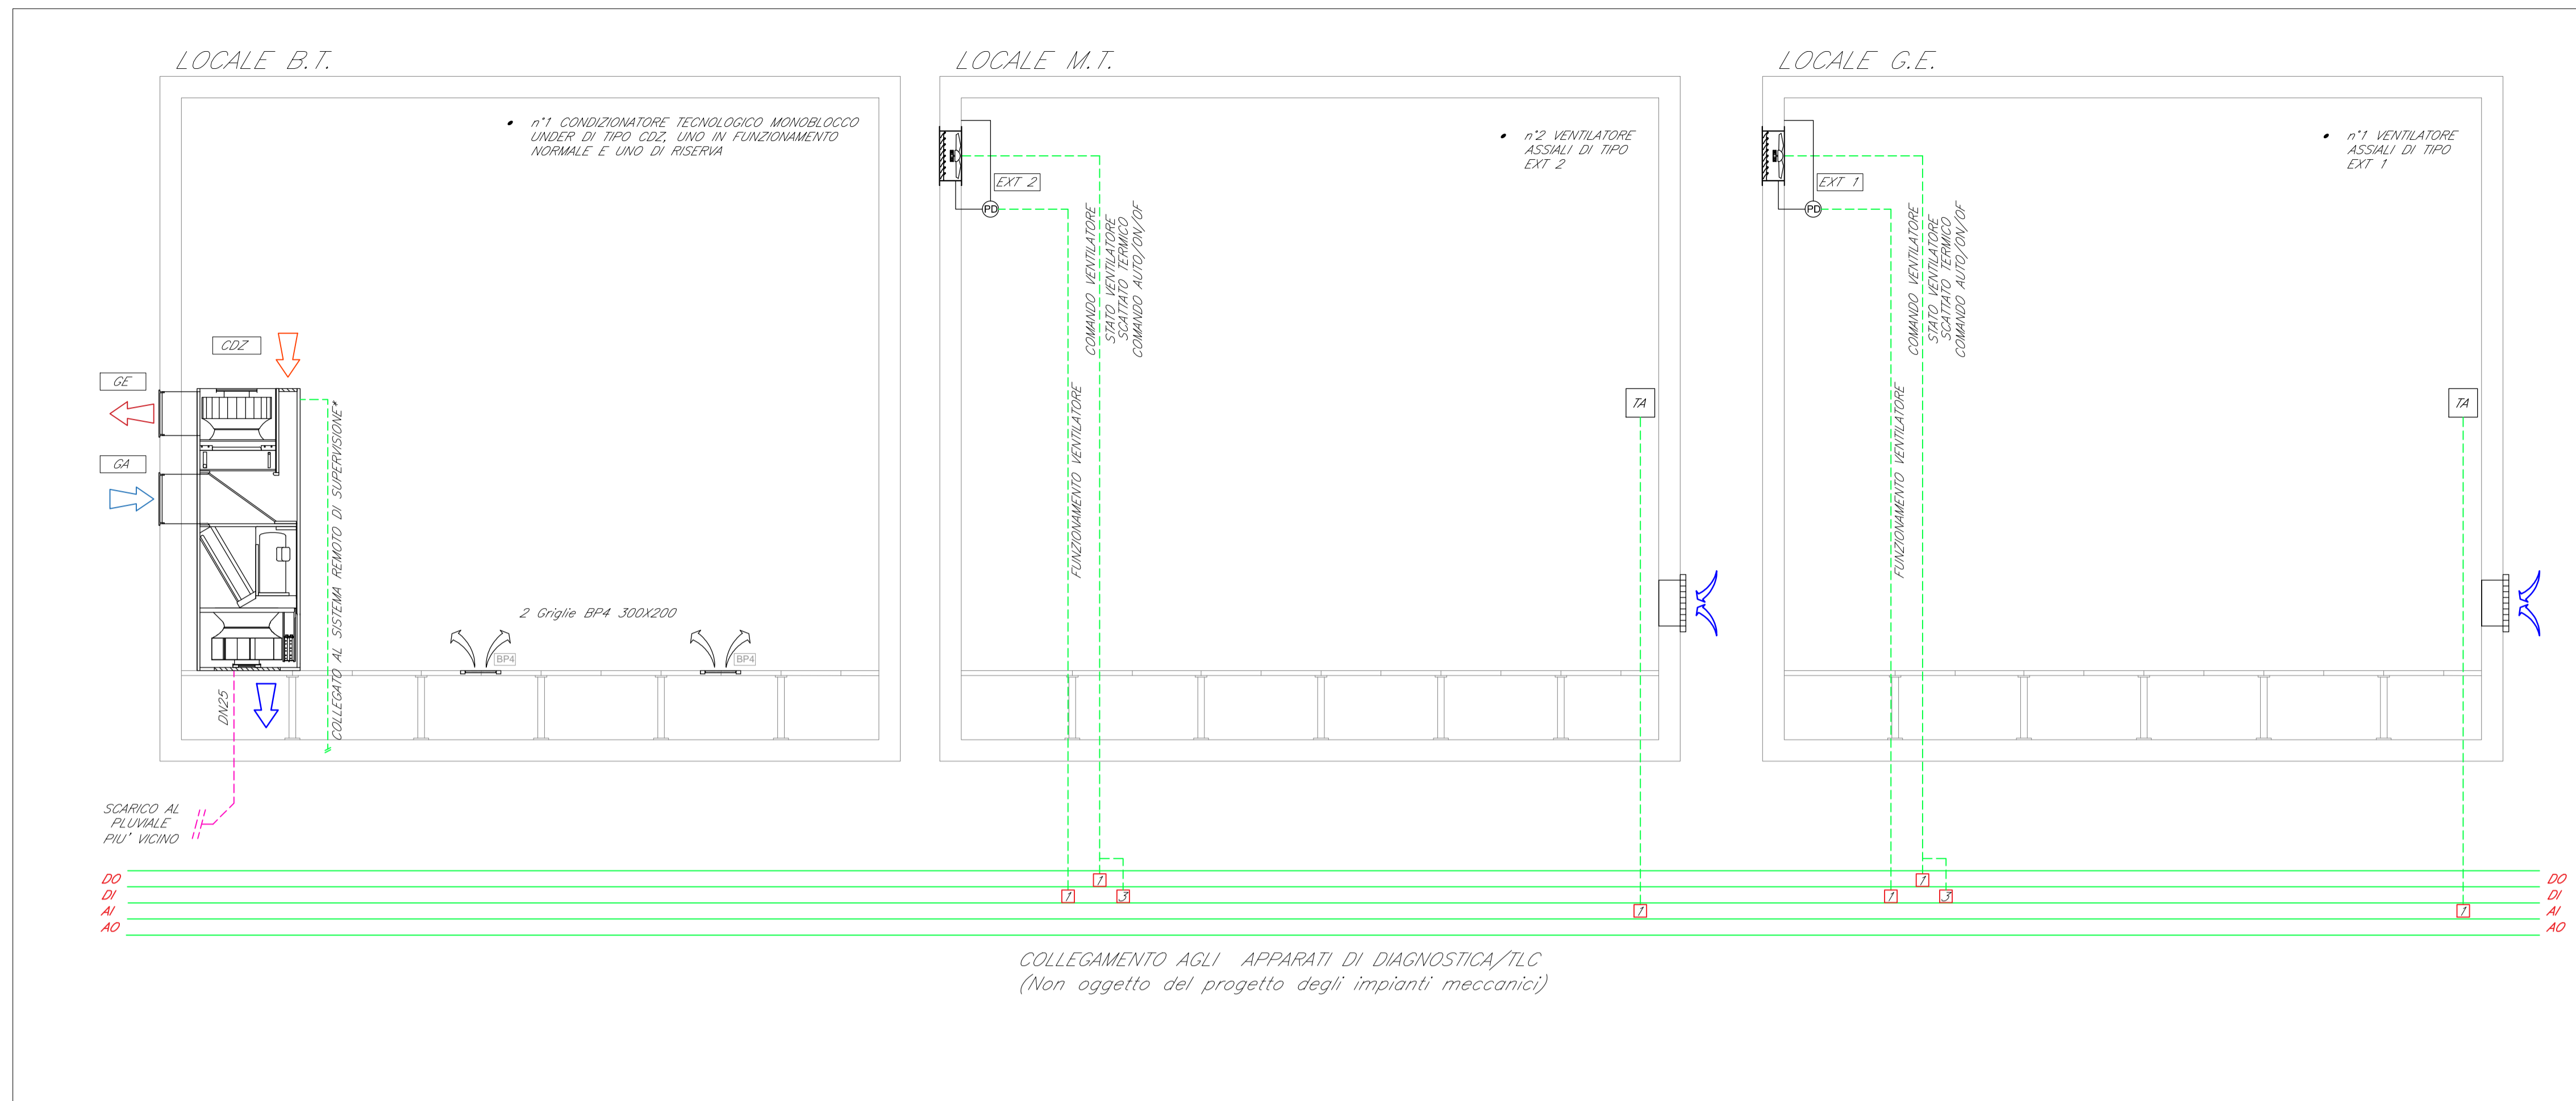 LOCALE B.T.
n°1 CONDIZIONATORE TECNOLOGICO MONOBLOCCO
UNDER DI TIPO CDZ, UNO IN FUNZIONAMENTO
NORMALE E UNO DI RISERVA
CDZ
GE
GA
COLLEGATO AL SISTEMA REMOTO DI SUPERVISIONE*
2 Griglie BP4 300X200
BP4
BP4
DN25
SCARICO AL
PLUVIALE
PIU' VICINO
LOCALE M.T.
n°2 VENTILATORE
ASSIALI DI TIPO
EXT 2
EXT 2
PD
COMANDO VENTILATORE
STATO VENTILATORE
SCATTATO TERMICO
COMANDO AUTO/ON/OF
FUNZIONAMENTO VENTILATORE
TA
LOCALE G.E.
n°1 VENTILATORE
ASSIALI DI TIPO
EXT 1
EXT 1
PD
COMANDO VENTILATORE
STATO VENTILATORE
SCATTATO TERMICO
COMANDO AUTO/ON/OF
FUNZIONAMENTO VENTILATORE
TA
DO 1 1 DO
DI 1 3 1 3 DI
AI 1 1 AI
AO AO
COLLEGAMENTO AGLI APPARATI DI DIAGNOSTICA/TLC
(Non oggetto del progetto degli impianti meccanici)